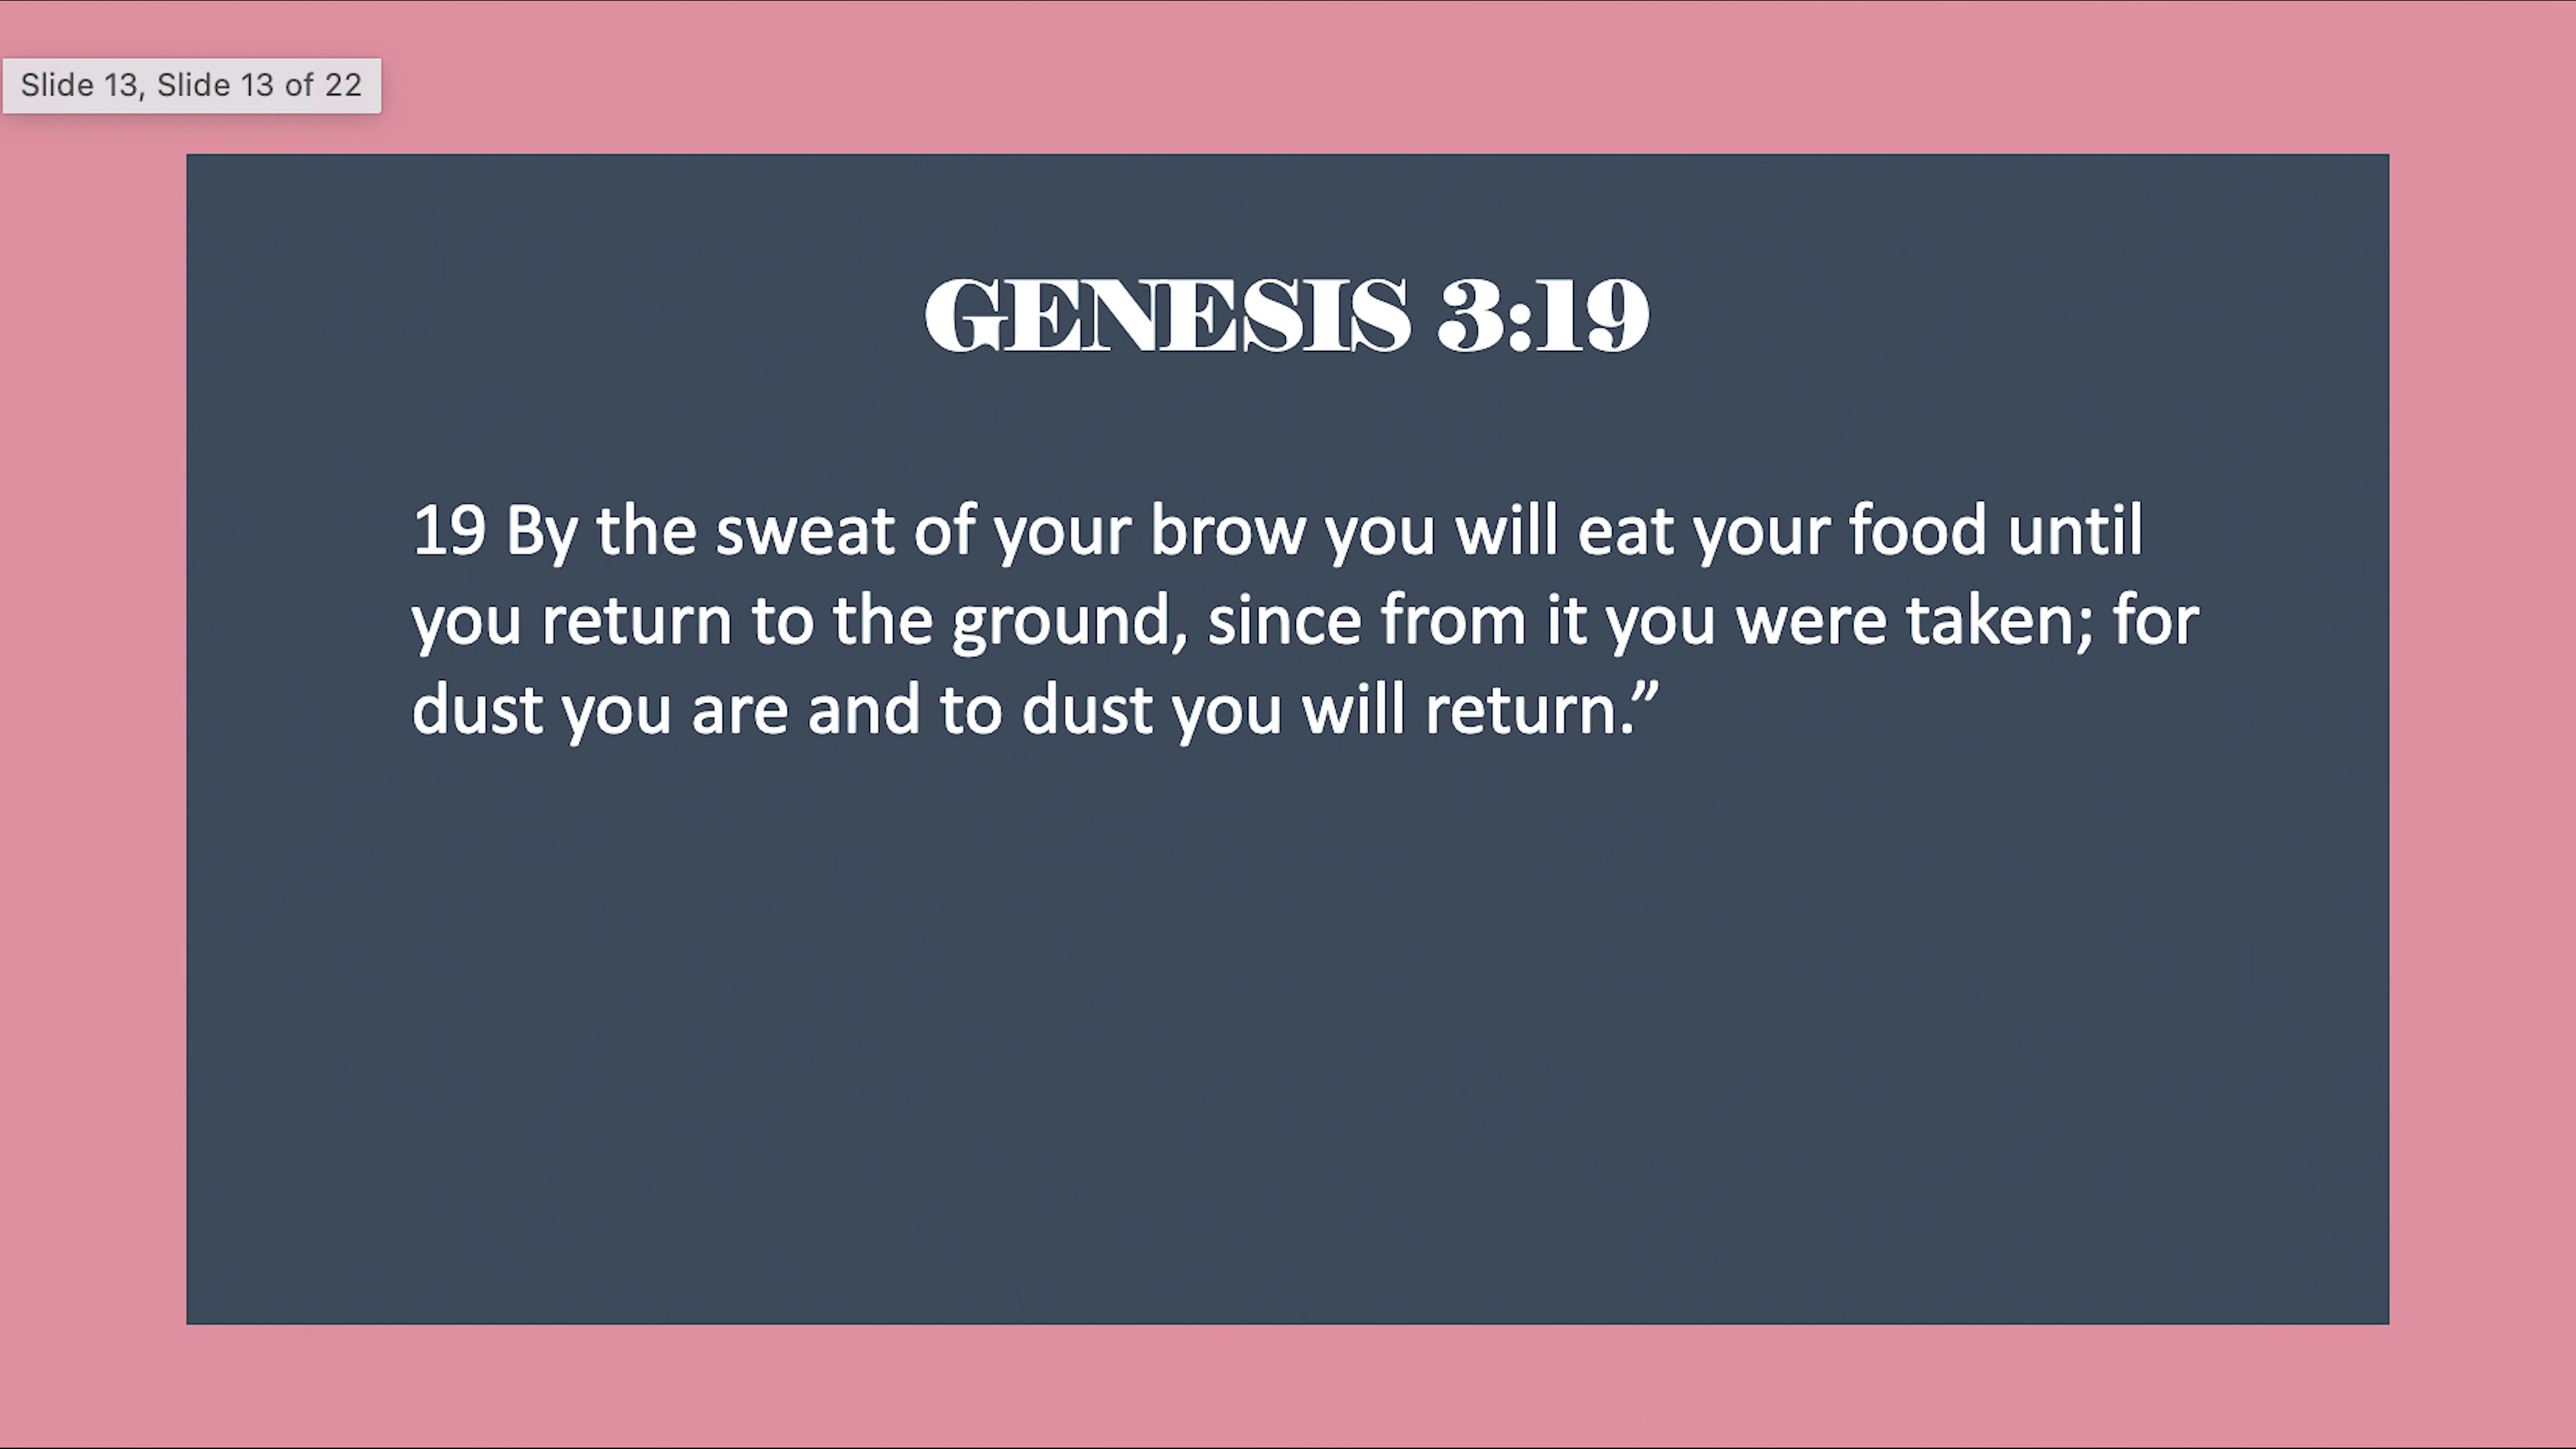 Slide 13, Slide 13 of 22
GENESIS 3:19
19 By the sweat of your brow you will eat your food until
you return to the ground, since from it you were taken; for
dust you are and to dust you will return.”